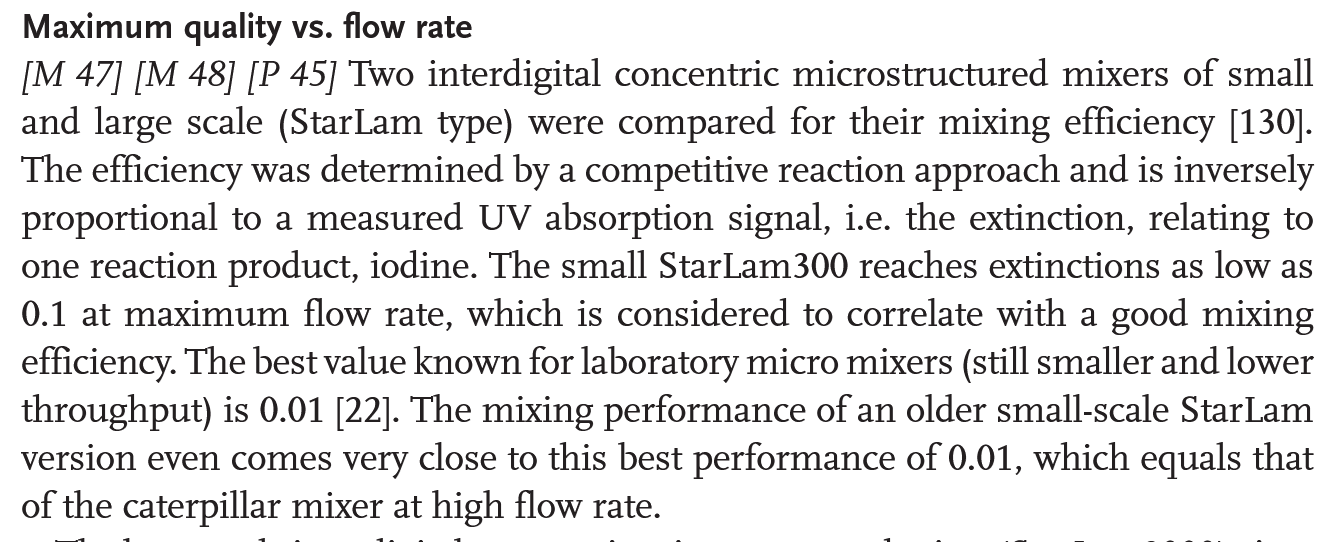 Maximum quality vs. flow rate
[M 47] [M 48] [P 45] Two interdigital concentric microstructured mixers of small
and large scale (StarLam type) were compared for their mixing efficiency [130].
The efficiency was determined by a competitive reaction approach and is inversely
proportional to a measured UV absorption signal, i.e. the extinction, relating to
one reaction product, iodine. The small StarLam300 reaches extinctions as low as
0.1 at maximum flow rate, which is considered to correlate with a good mixing
efficiency. The best value known for laboratory micro mixers (still smaller and lower
throughput) is 0.01 [22]. The mixing performance of an older small-scale StarLam
version even comes very close to this best performance of 0.01, which equals that
of the caterpillar mixer at high flow rate.